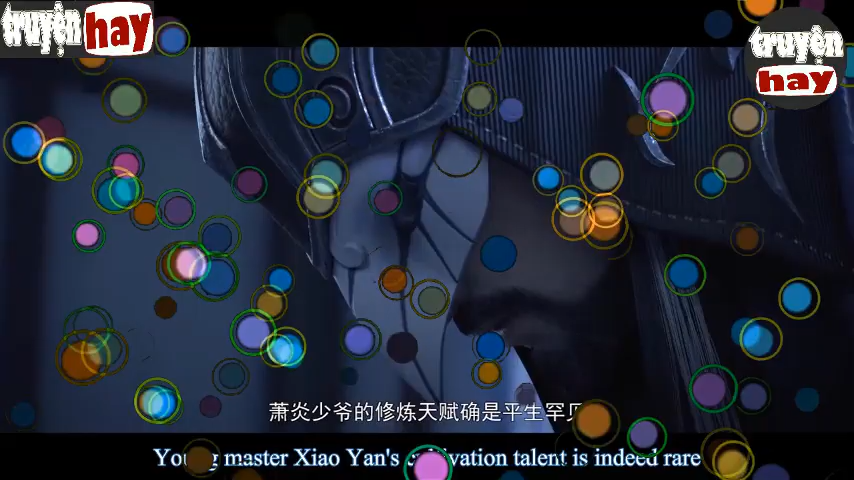 truyện hay
truyện
hay
萧炎少爷的修炼天赋确是平生罕见
Young master Xiao Yan's cultivation talent is indeed rare